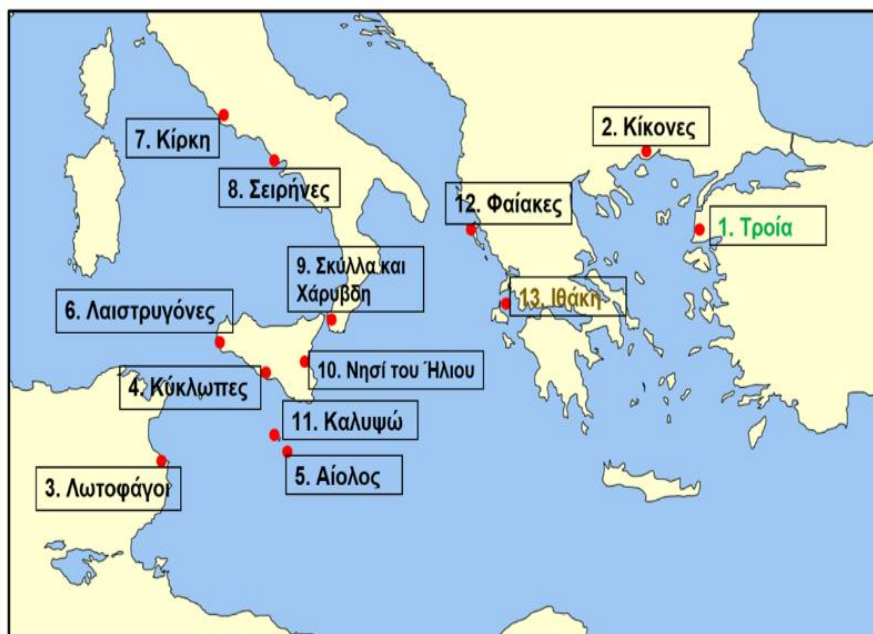 2. Κίκονες
7. Κίρκη
8. Σειρήνες
12. Φαίακες
1. Τροία
9. Σκύλλα και
Χάρυβδη
13. Ιθάκη
6. Λαιστρυγόνες
10. Νησί του Ήλιου
4. Κύκλωπες
11. Καλυψώ
5. Αίολος
3. Λωτοφάγοι